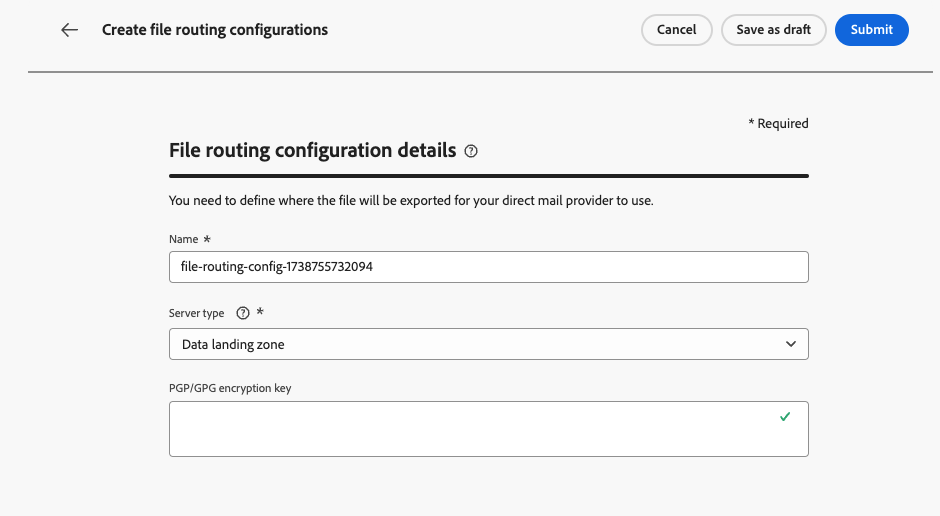 Create file routing configurations
Cancel
Save as draft
Submit
* Required
File routing configuration details
You need to define where the file will be exported for your direct mail provider to use.
Name *
file-routing-config-1738755732094
Server type *
Data landing zone
PGP/GPG encryption key